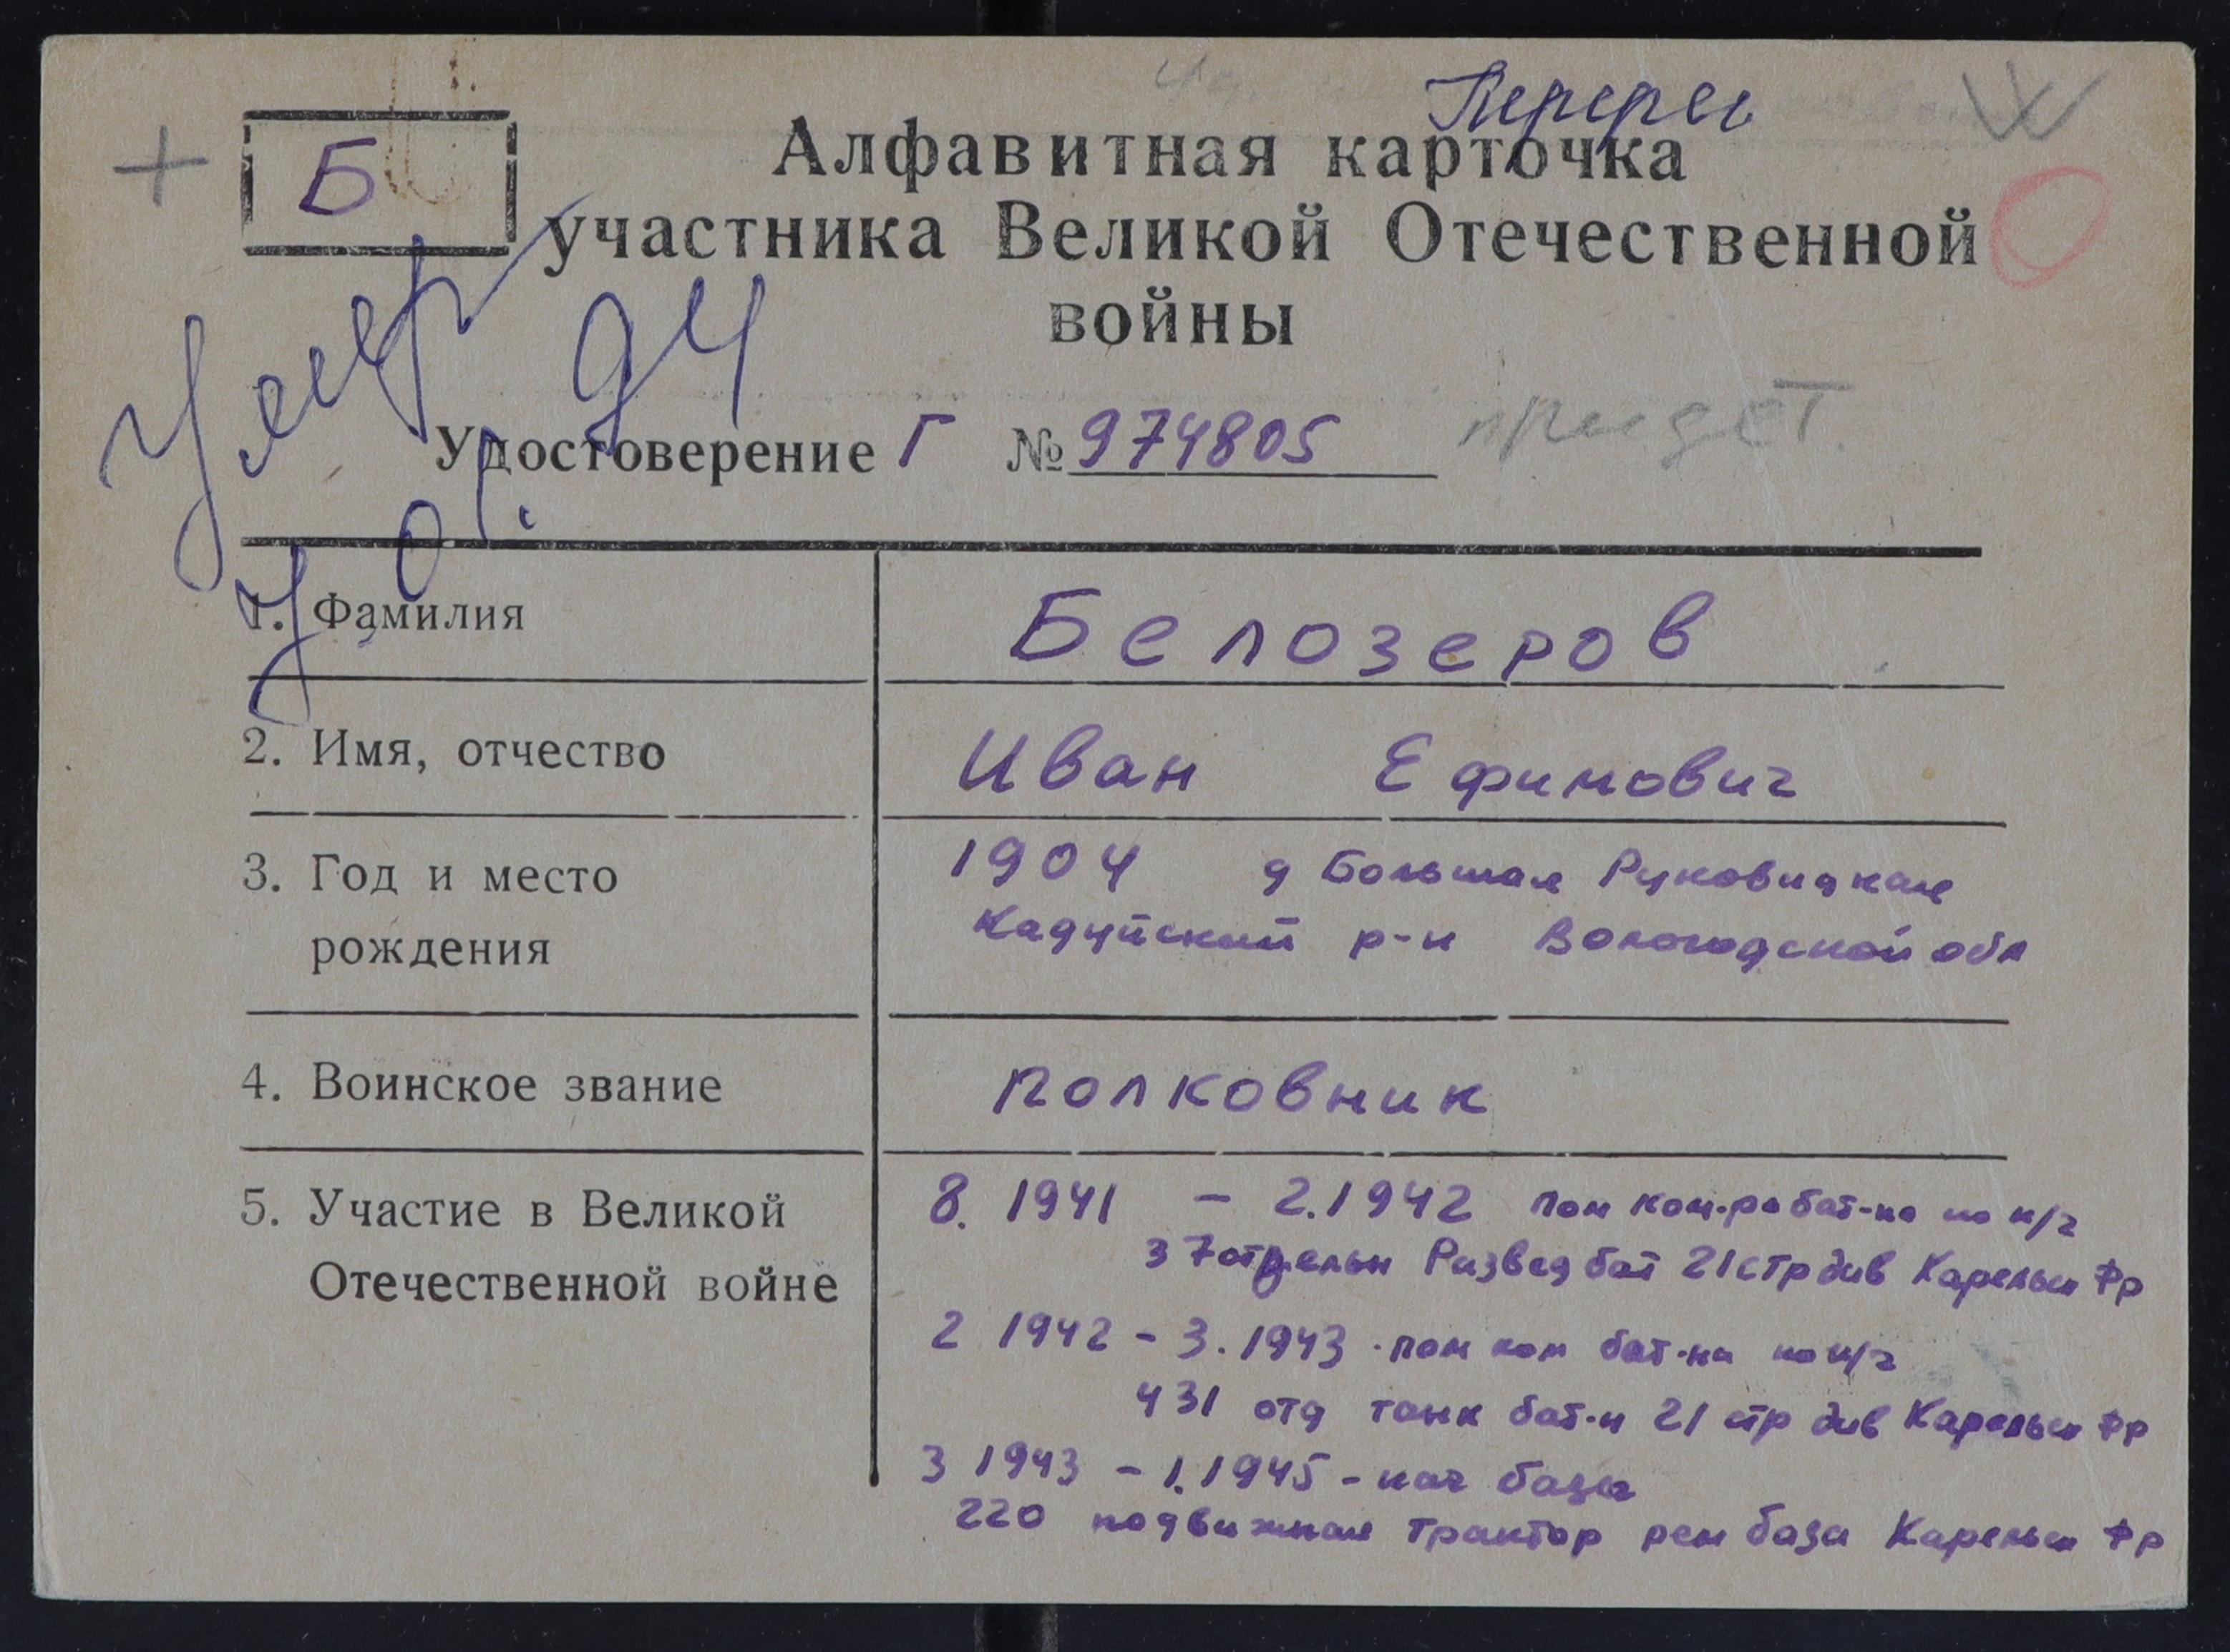 Перерег
Б
Алфавитная карточка
участника Великой Отечественной
войны
Умер
94
Удостоверение Г № 974805
придет
1. Фамилия Белозеров
2. Имя, отчество Иван Ефимович
3. Год и место 1904 д Большая Руковицкая
рождения Кадуйский р-н Вологодской обл
4. Воинское звание полковник
5. Участие в Великой 8. 1941 - 2.1942 пом ком-ра бат-на по т/ч
Отечественной войне 37 отдельн Развед бат 21 стр див Карельск Фр
2 1942 - 3.1943 - пом ком бат-на по т/ч
431 отд танк бат-н 21 стр див Карельск Фр
3 1943 - 1.1945 - нач базы
220 подвижная трактор рем база Карельск Фр